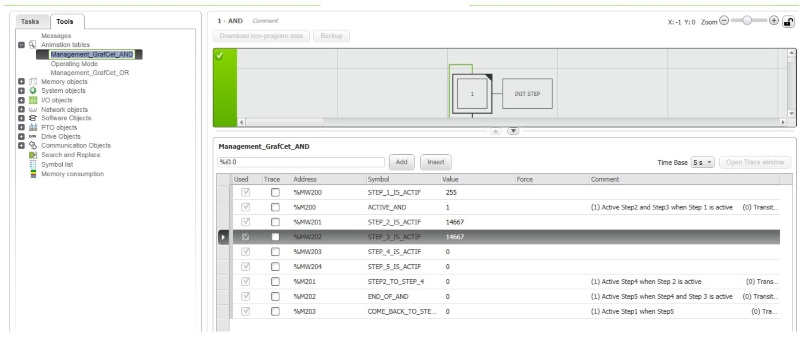 Tasks Tools
Messages
Animation tables
Management_GrafCet_AND
Operating Mode
Management_GrafCet_OR
Memory objects
System objects
I/O objects
Network objects
Software Objects
PTO objects
Drive Objects
Communication Objects
Search and Replace
Symbol list
Memory consumption
1 - AND Comment
X: -1 Y: 0 Zoom
Download non-program data Backup
1 INIT STEP
Management_GrafCet_AND
%i0.0 Add Insert Time Base 5 s Open Trace window
Used Trace Address Symbol Value Force Comment
%MW200 STEP_1_IS_ACTIF 255
%M200 ACTIVE_AND 1 (1) Active Step2 and Step3 when Step 1 is active (0) Transit...
%MW201 STEP_2_IS_ACTIF 14667
%MW202 STEP_3_IS_ACTIF 14667
%MW203 STEP_4_IS_ACTIF 0
%MW204 STEP_5_IS_ACTIF 0
%M201 STEP2_TO_STEP_4 0 (1) Active Step4 when Step 2 is active (0) Trans...
%M202 END_OF_AND 0 (1) Active Step5 when Step4 and Step 3 is active (0) Transit...
%M203 COME_BACK_TO_STE... 0 (1) Active Step1 when Step5 (0) Tra...